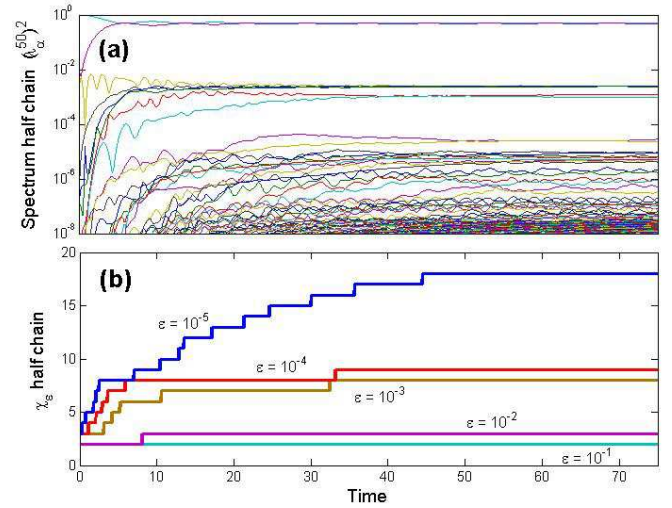 10^0
10^-2
10^-4
10^-6
10^-8
Spectrum half chain (λ_α^50)^2
(a)
(b)
20
15
10
5
0
χ_ε half chain
ε = 10^-5
ε = 10^-4
ε = 10^-3
ε = 10^-2
ε = 10^-1
0 10 20 30 40 50 60 70
Time